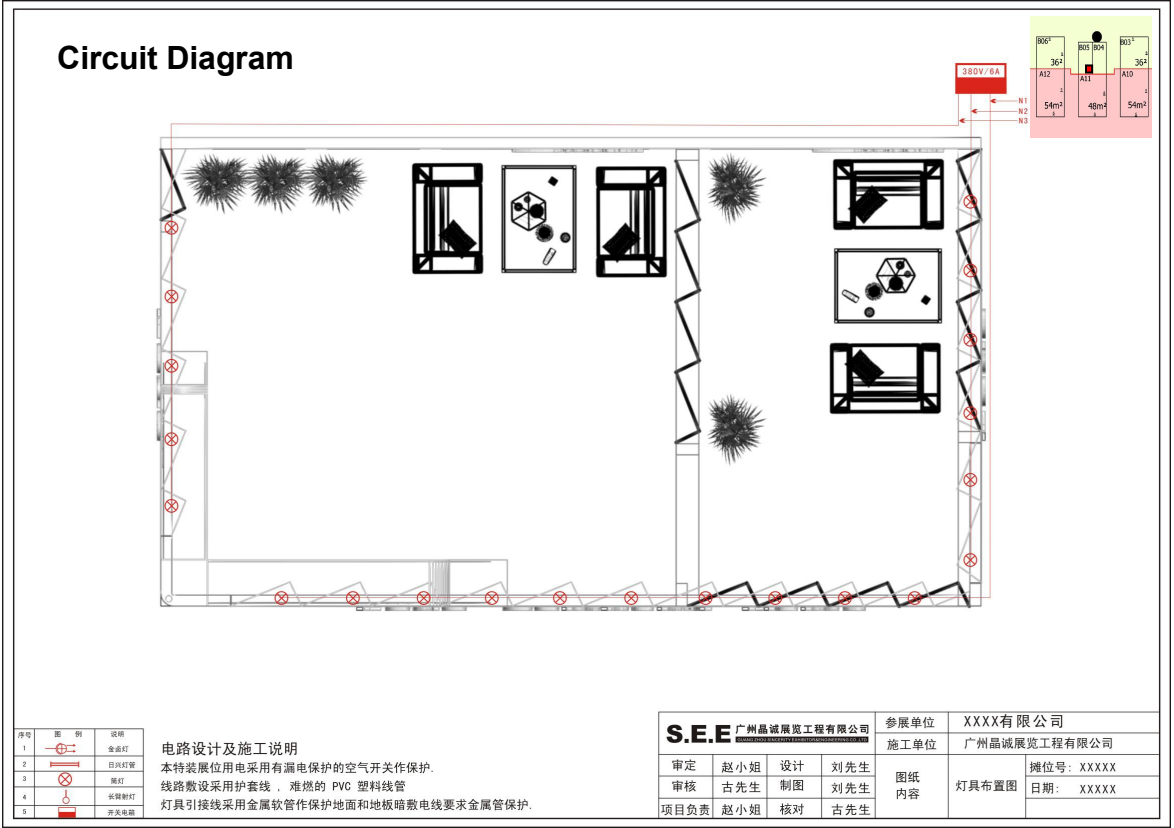 Circuit Diagram
380V/6A
N1
N2
N3
B06
36²
B05 B04
B03
36²
A12
54m²
A11
48m²
A10
54m²
序号 图 例 说明
1 金卤灯
2 日兴灯管
3 筒灯
4 长臂射灯
5 开关电箱
电路设计及施工说明
本特装展位用电采用有漏电保护的空气开关作保护.
线路敷设采用护套线 , 难燃的 PVC 塑料线管
灯具引接线采用金属软管作保护地面和地板暗敷电线要求金属管保护.
S.E.E 广州晶诚展览工程有限公司
参展单位 XXXX有限公司
施工单位 广州晶诚展览工程有限公司
审定 赵小姐 设计 刘先生
审核 古先生 制图 刘先生
项目负责 赵小姐 核对 古先生
图纸
内容
灯具布置图
摊位号: XXXXX
日期: XXXXX